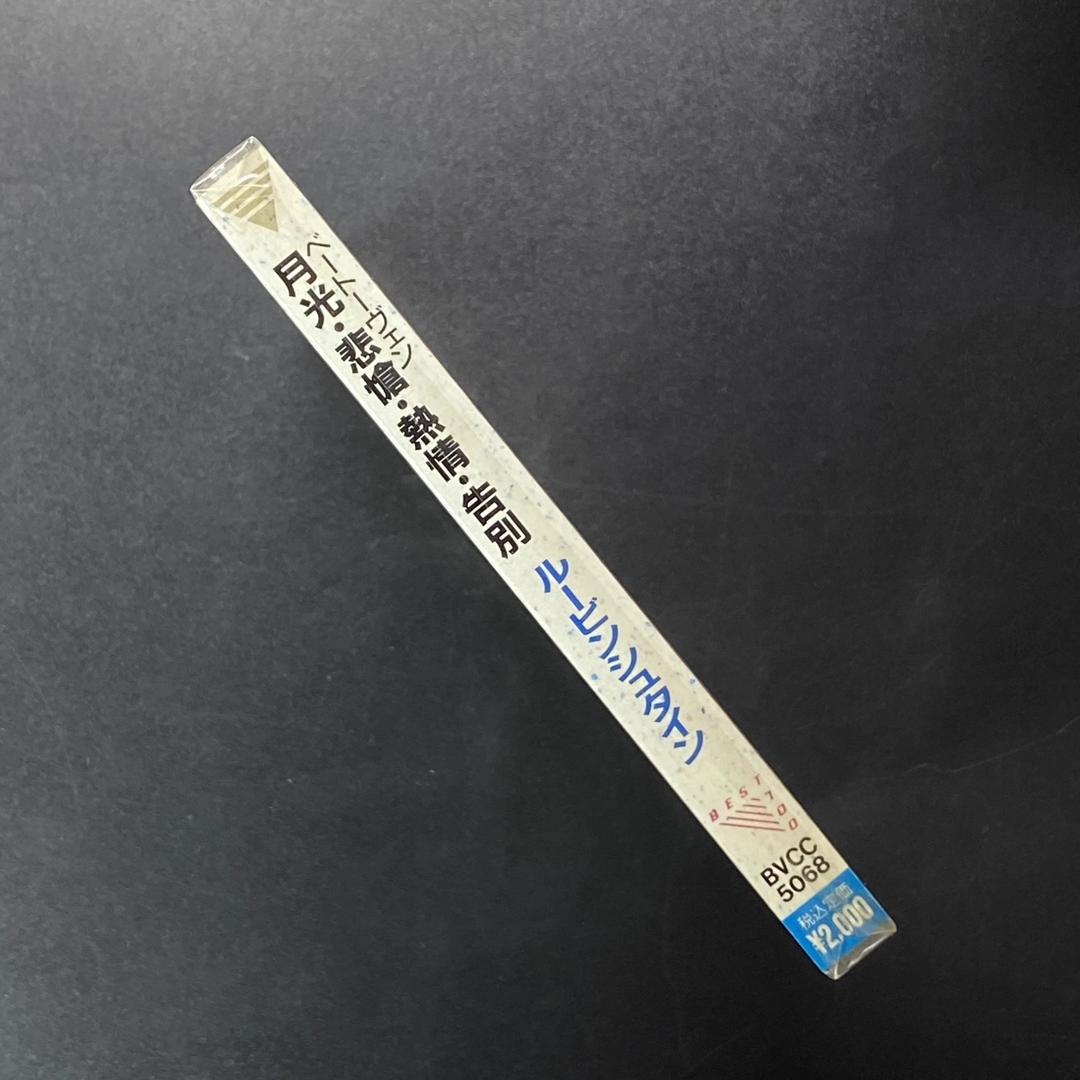 ベートーヴェン
月光・悲愴・熱情・告別
ルービンシュタイン
BEST
100
BVCC
5068
税込定価
¥2,000